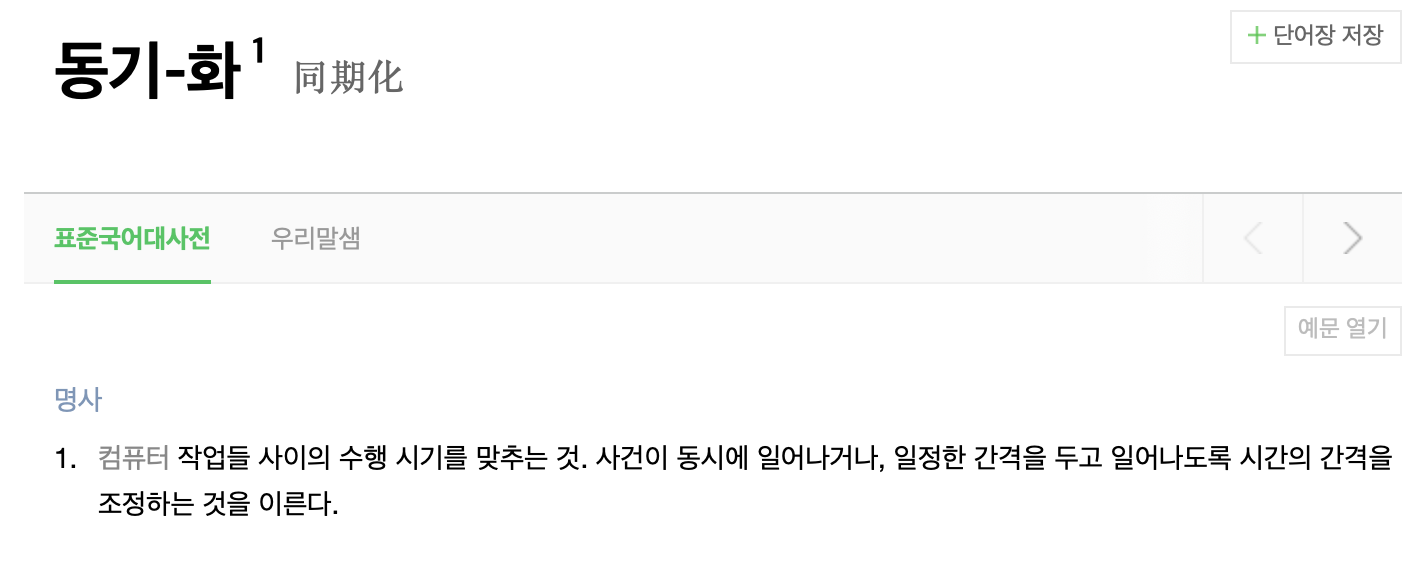 동기-화1 同期化
+ 단어장 저장
표준국어대사전 우리말샘
예문 열기
명사
1. 컴퓨터 작업들 사이의 수행 시기를 맞추는 것. 사건이 동시에 일어나거나, 일정한 간격을 두고 일어나도록 시간의 간격을
조정하는 것을 이른다.